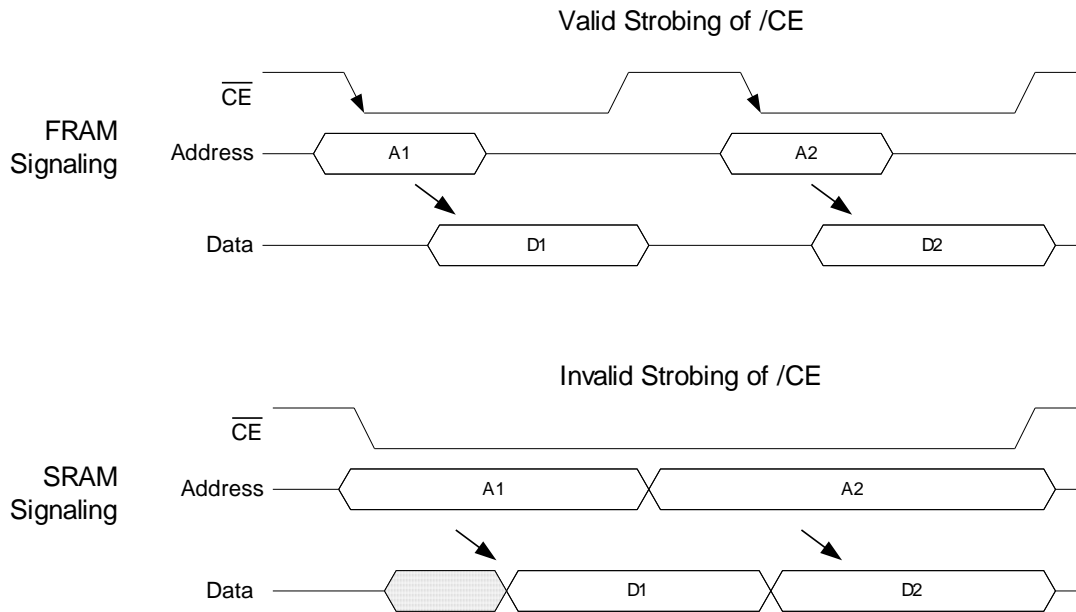 Valid Strobing of /CE
CE
FRAM
Signaling
Address
A1
A2
Data
D1
D2
Invalid Strobing of /CE
CE
SRAM
Signaling
Address
A1
A2
Data
D1
D2